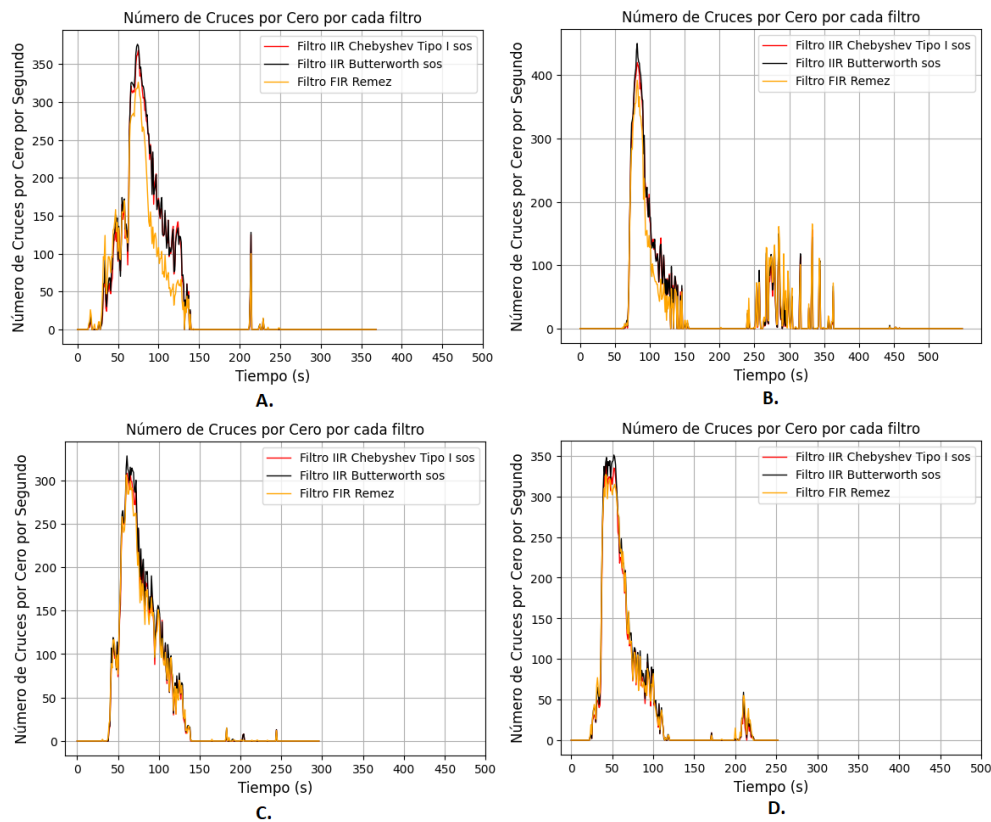 Número de Cruces por Cero por cada filtro
Filtro IIR Chebyshev Tipo I sos
Filtro IIR Butterworth sos
Filtro FIR Remez
Número de Cruces por Cero por Segundo
350
300
250
200
150
100
50
0
0 50 100 150 200 250 300 350 400 450 500
Tiempo (s)
A.
Número de Cruces por Cero por cada filtro
Filtro IIR Chebyshev Tipo I sos
Filtro IIR Butterworth sos
Filtro FIR Remez
Número de Cruces por Cero por Segundo
400
300
200
100
0
0 50 100 150 200 250 300 350 400 450 500
Tiempo (s)
B.
Número de Cruces por Cero por cada filtro
Filtro IIR Chebyshev Tipo I sos
Filtro IIR Butterworth sos
Filtro FIR Remez
Número de Cruces por Cero por Segundo
300
250
200
150
100
50
0
0 50 100 150 200 250 300 350 400 450 500
Tiempo (s)
C.
Número de Cruces por Cero por cada filtro
Filtro IIR Chebyshev Tipo I sos
Filtro IIR Butterworth sos
Filtro FIR Remez
Número de Cruces por Cero por Segundo
350
300
250
200
150
100
50
0
0 50 100 150 200 250 300 350 400 450 500
Tiempo (s)
D.